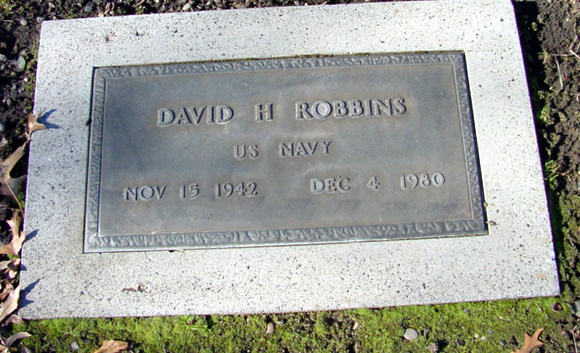 DAVID H ROBBINS
US NAVY
NOV 15 1942 DEC 4 1980